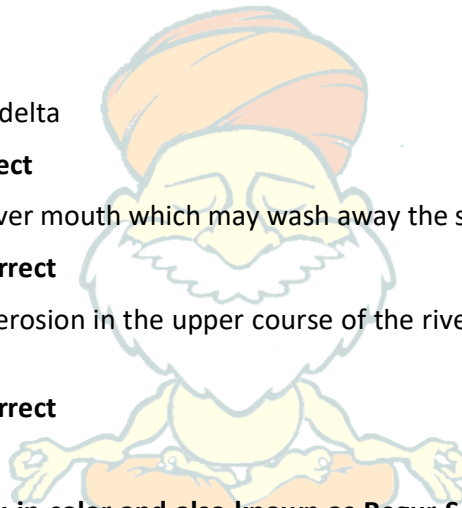 delta
ect
ver mouth which may wash away the s
rrect
erosion in the upper course of the rive
rrect
in color and also known as Regur S